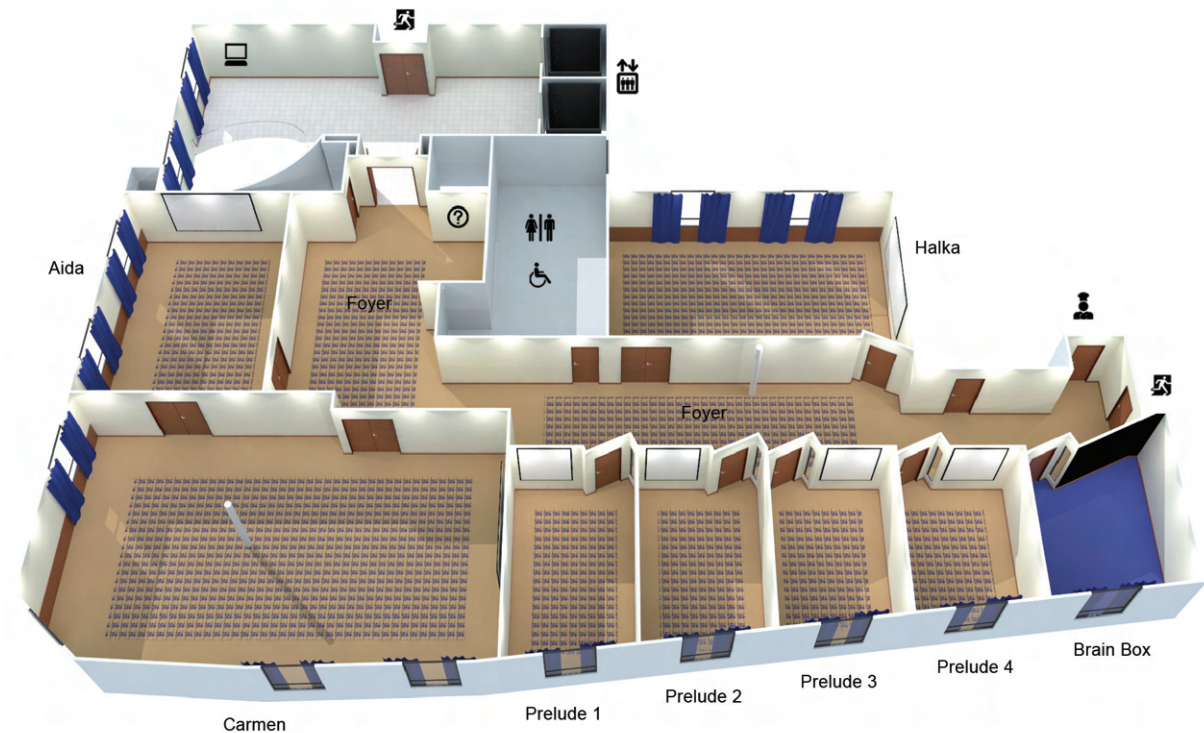 Aida
Foyer
Halka
Foyer
Carmen
Prelude 1
Prelude 2
Prelude 3
Prelude 4
Brain Box
?